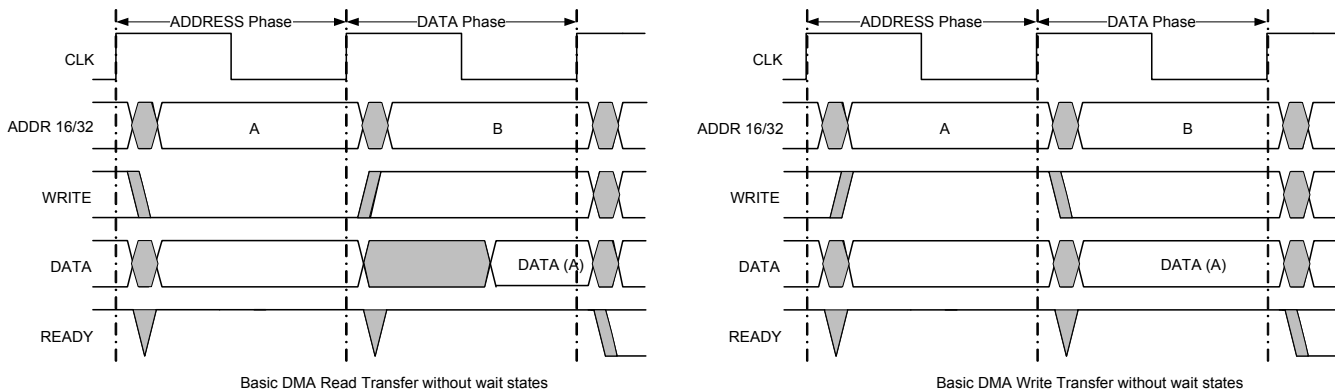 ADDRESS Phase DATA Phase
CLK
ADDR 16/32 A B
WRITE
DATA DATA (A)
READY
Basic DMA Read Transfer without wait states
ADDRESS Phase DATA Phase
CLK
ADDR 16/32 A B
WRITE
DATA DATA (A)
READY
Basic DMA Write Transfer without wait states